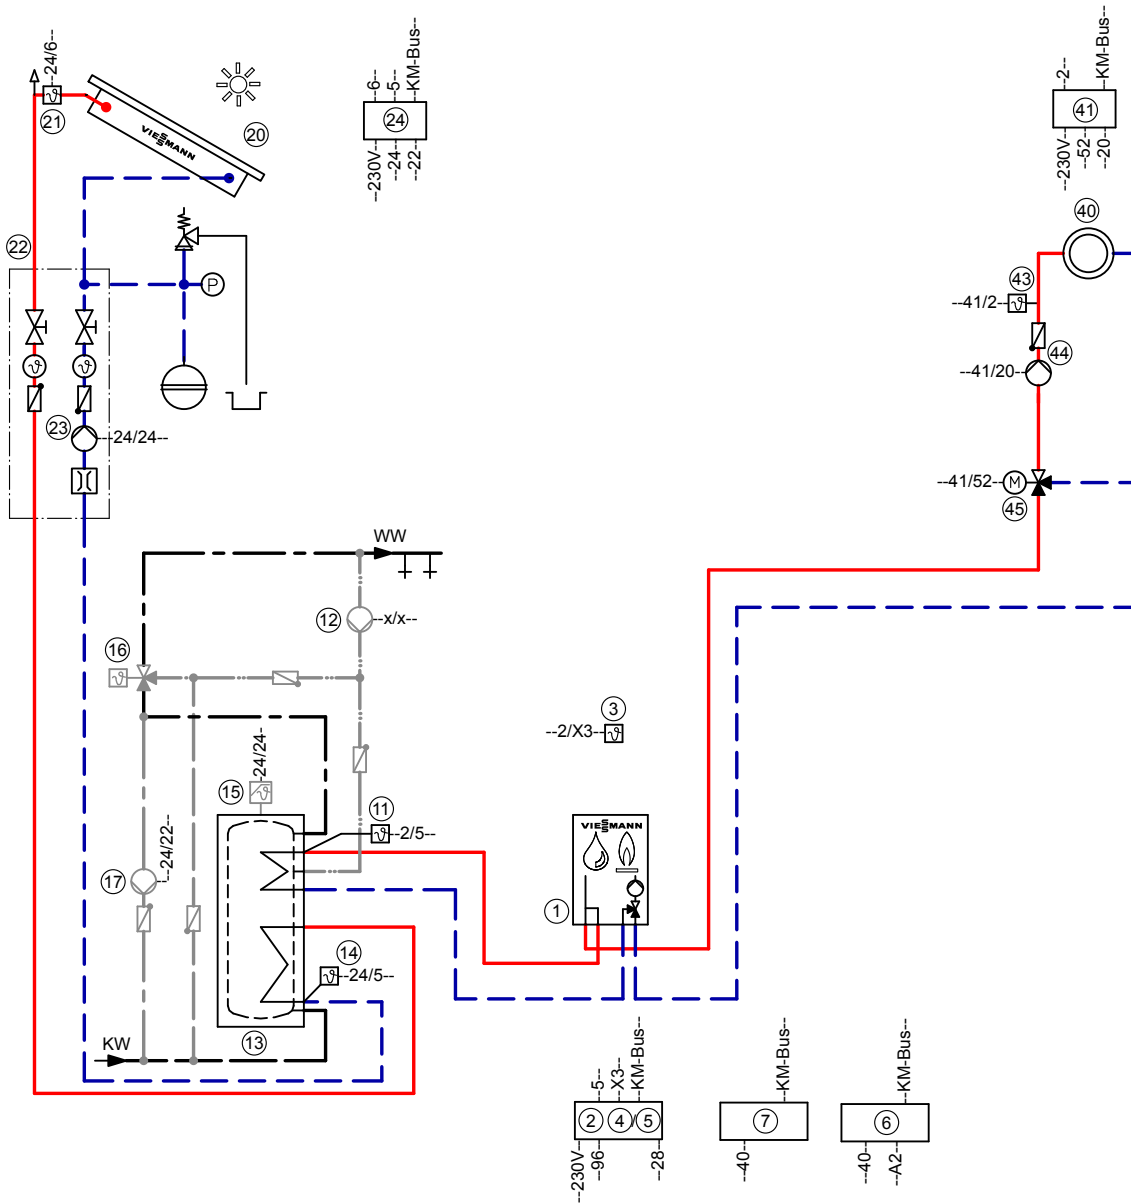 --24/6--
21
VIESSMANN
20
--6--
--5--
--KM-Bus--
24
--230V--
--24--
--22--
--2--
--KM-Bus--
41
--230V--
--52--
--20--
40
22
P
43
--41/2--
ϑ
44
--41/20--
ϑ
ϑ
23
--24/24--
--41/52--
M
45
WW
12
--x/x--
16
ϑ
3
--2/X3--
ϑ
--24/24--
15
ϑ
11
ϑ
--2/5--
VIESSMANN
--24/22--
17
1
14
ϑ
--24/5--
13
KW
--5--
--X3--
--KM-Bus--
2 4 / 5
--230V--
--96--
--28--
--KM-Bus--
7
--40--
--KM-Bus--
6
--40--
--A2--